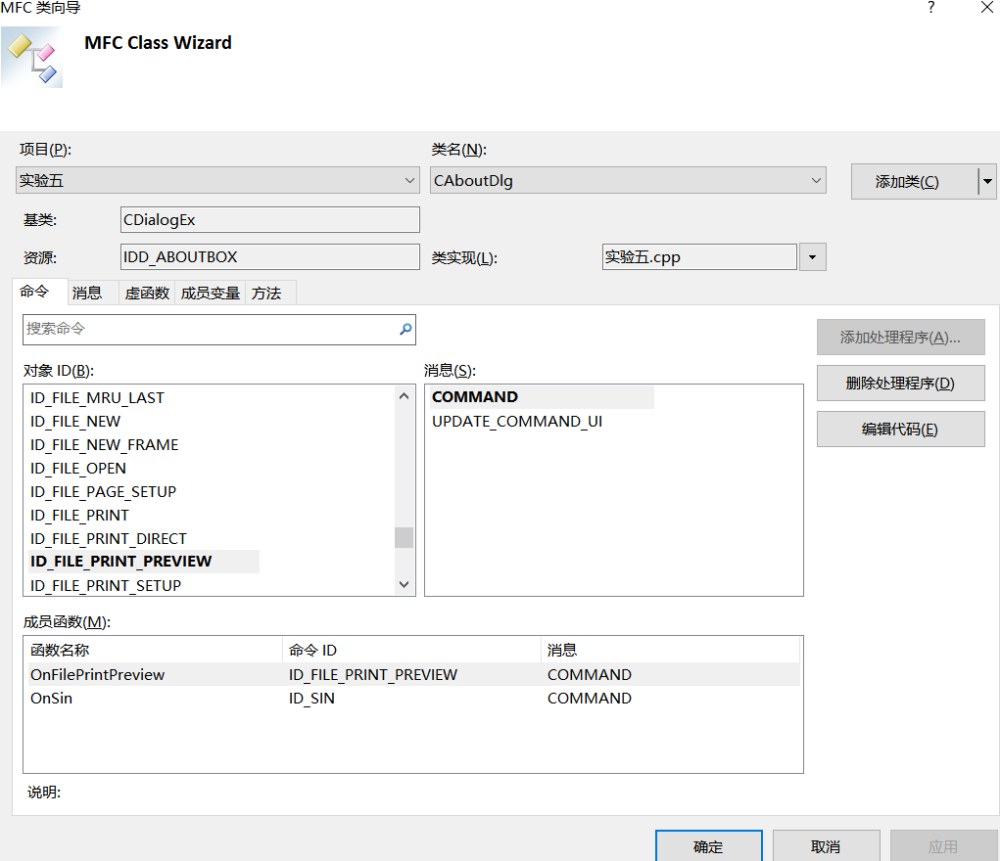 MFC 类向导
?
MFC Class Wizard
项目(P):
类名(N):
实验五
CAboutDlg
添加类(C)
基类:
CDialogEx
资源:
IDD_ABOUTBOX
类实现(L):
实验五.cpp
命令 消息 虚函数 成员变量 方法
搜索命令
添加处理程序(A)...
对象 ID(B):
消息(S):
删除处理程序(D)
编辑代码(E)
ID_FILE_MRU_LAST
ID_FILE_NEW
ID_FILE_NEW_FRAME
ID_FILE_OPEN
ID_FILE_PAGE_SETUP
ID_FILE_PRINT
ID_FILE_PRINT_DIRECT
ID_FILE_PRINT_PREVIEW
ID_FILE_PRINT_SETUP
COMMAND
UPDATE_COMMAND_UI
成员函数(M):
函数名称 命令 ID 消息
OnFilePrintPreview ID_FILE_PRINT_PREVIEW COMMAND
OnSin ID_SIN COMMAND
说明:
确定 取消 应用